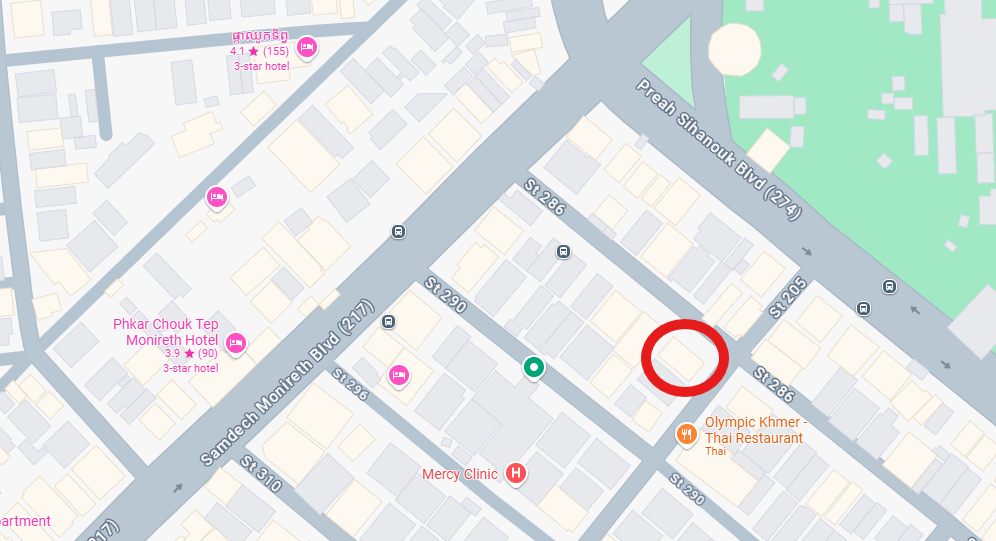 ផ្កាឈូកទិព្វ
4.1 ★ (155)
3-star hotel
Preah Sihanouk Blvd (274)
St 286
St 290
St 205
Phkar Chouk Tep
Monireth Hotel
3.9 ★ (90)
3-star hotel
Samdech Monireth Blvd (217)
St 296
St 286
Olympic Khmer -
Thai Restaurant
Thai
St 310
Mercy Clinic
H
St 290
partment
217)